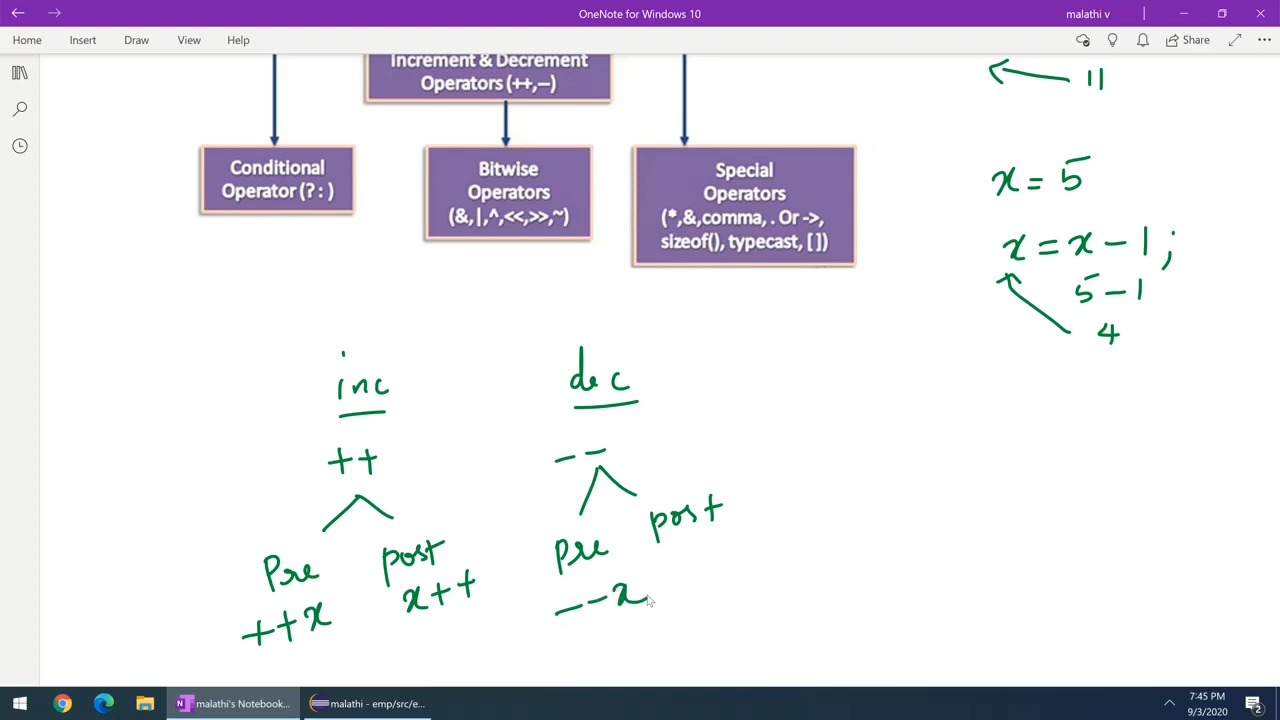 OneNote for Windows 10
malathi v
Home
Insert
Draw
View
Help
Share
Increment & Decrement
Operators (++,–)
Conditional
Operator (? : )
Bitwise
Operators
(&,|,^,<<,>>,~)
Special
Operators
(*,&,comma, . Or ->,
sizeof(), typecast, [ ])
11
x = 5
x = x – 1 ;
5 – 1
4
inc
dec
++
--
Pre
post
pre
post
++x
x++
--x
malathi's Notebook...
malathi - emp/src/e...
7:45 PM
9/3/2020
2